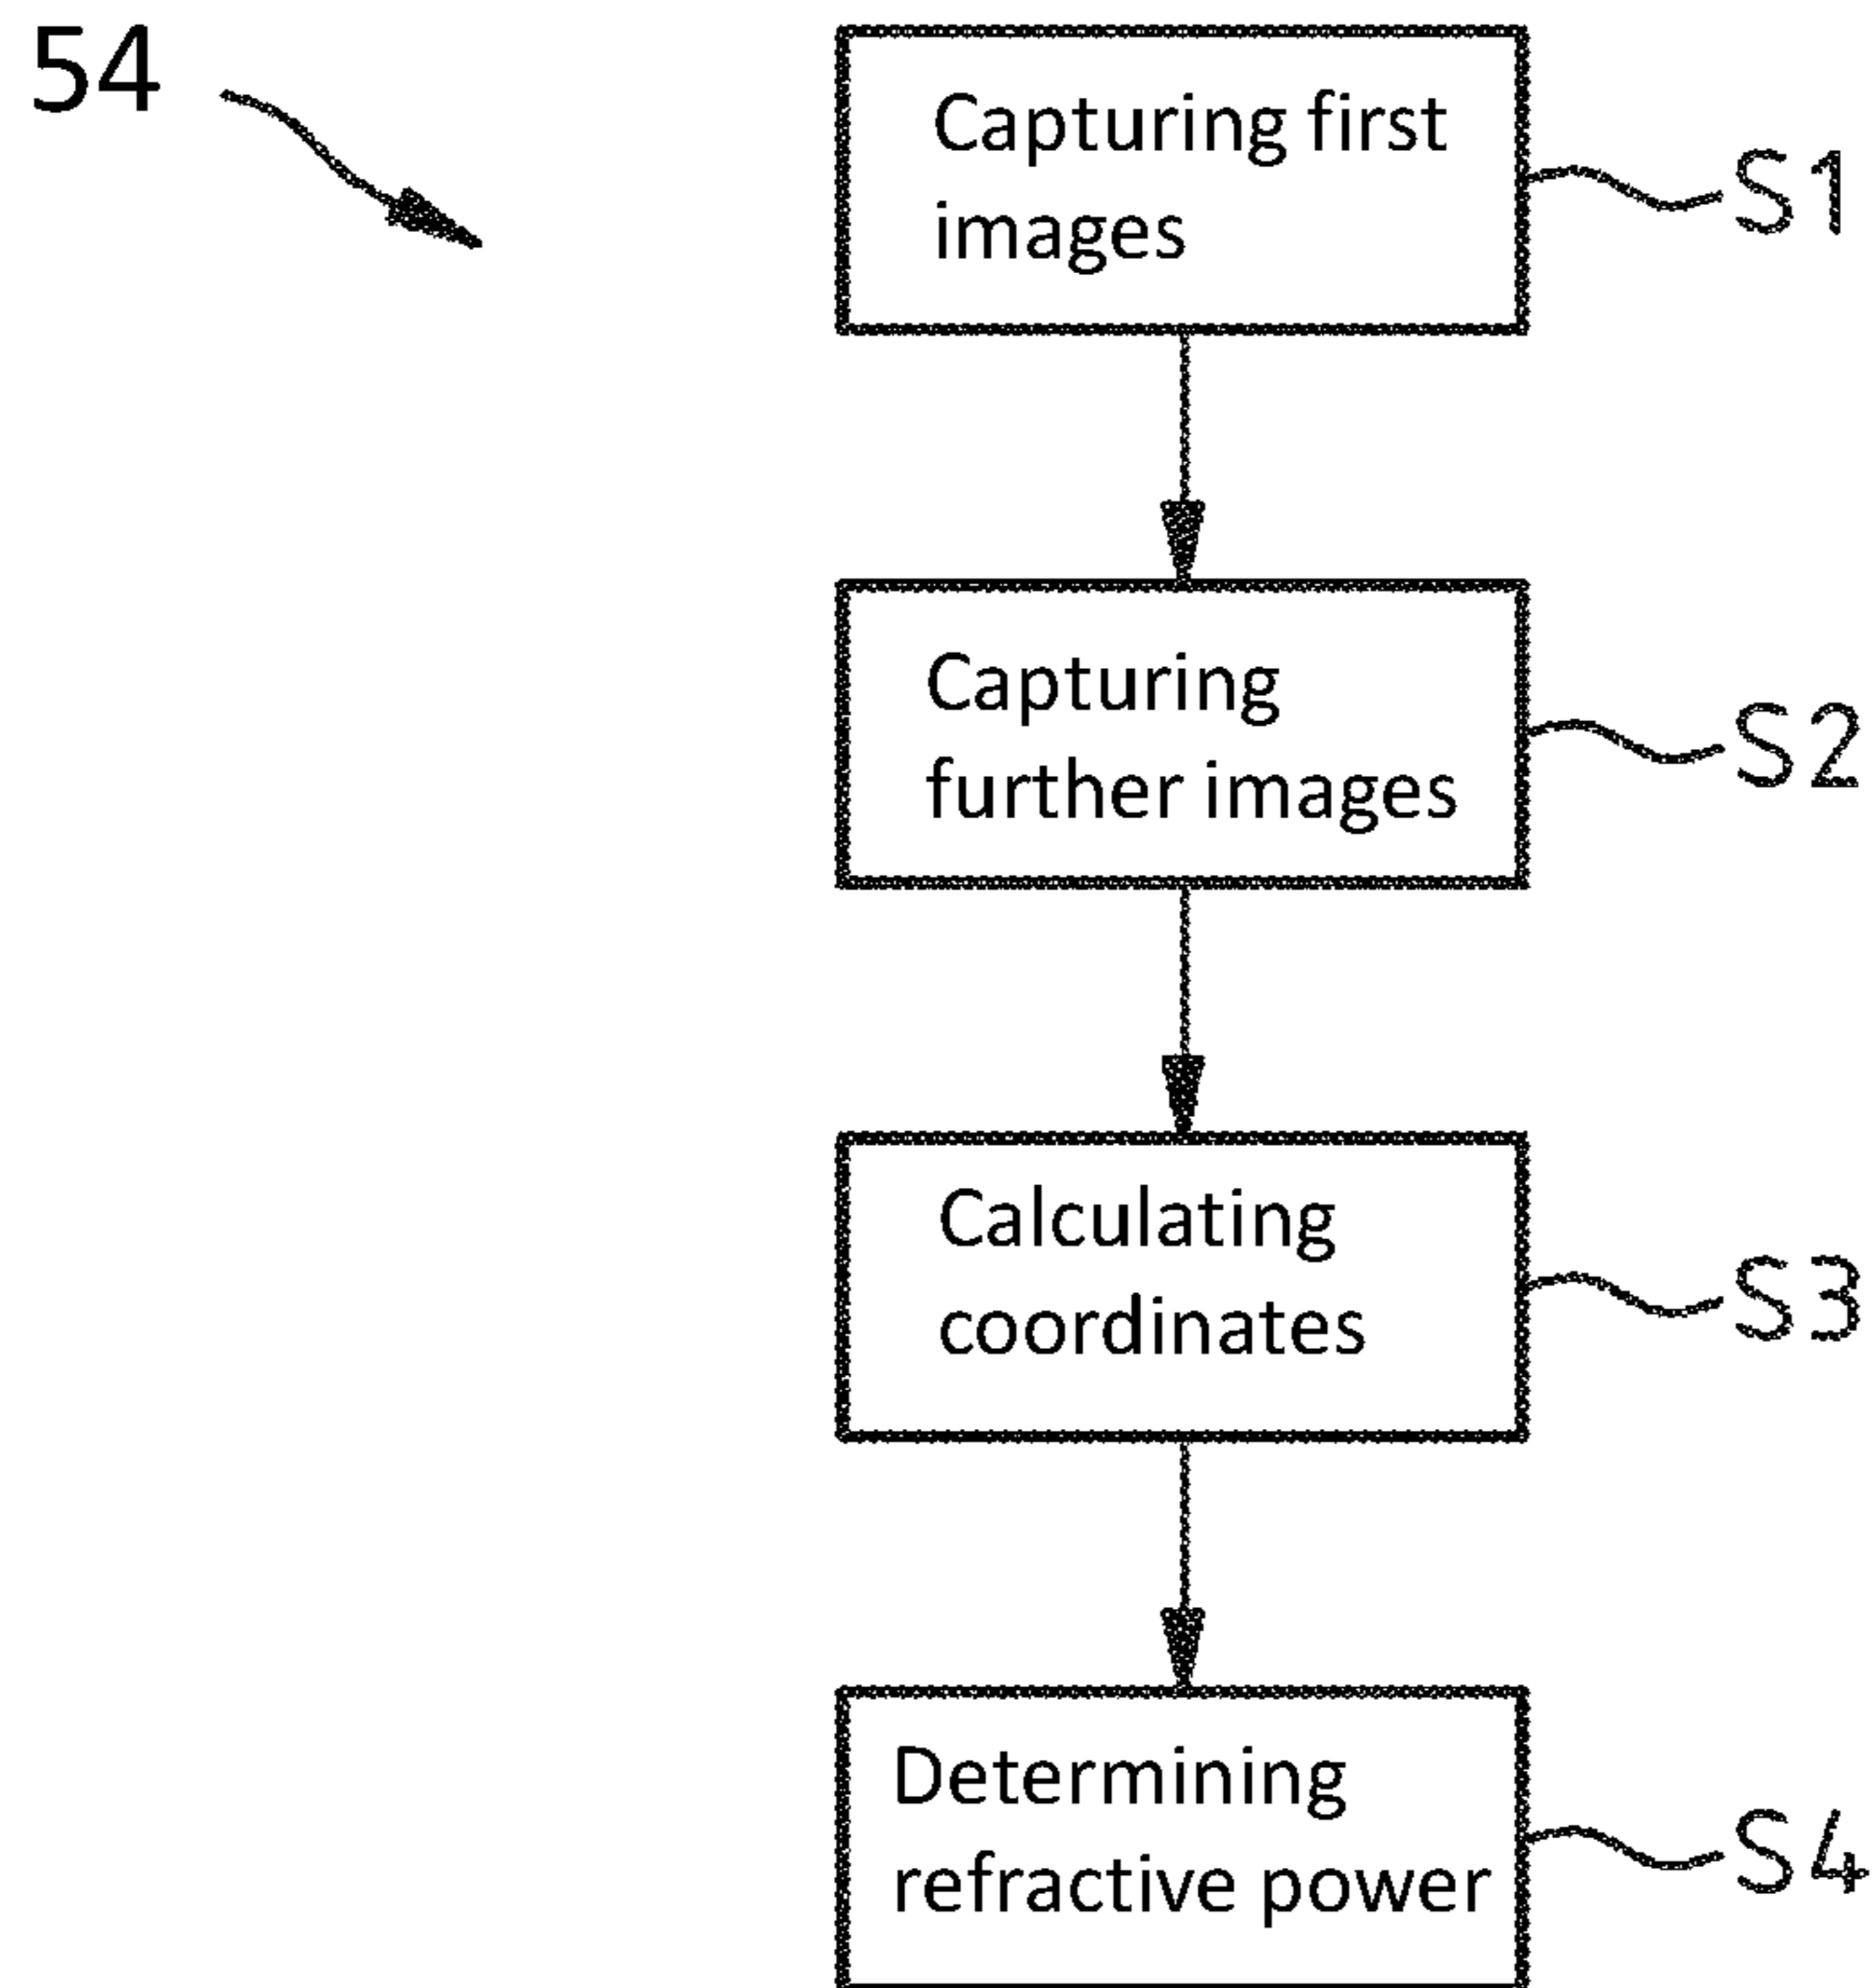 54
Capturing first
images
S1
Capturing
further images
S2
Calculating
coordinates
S3
Determining
refractive power
S4